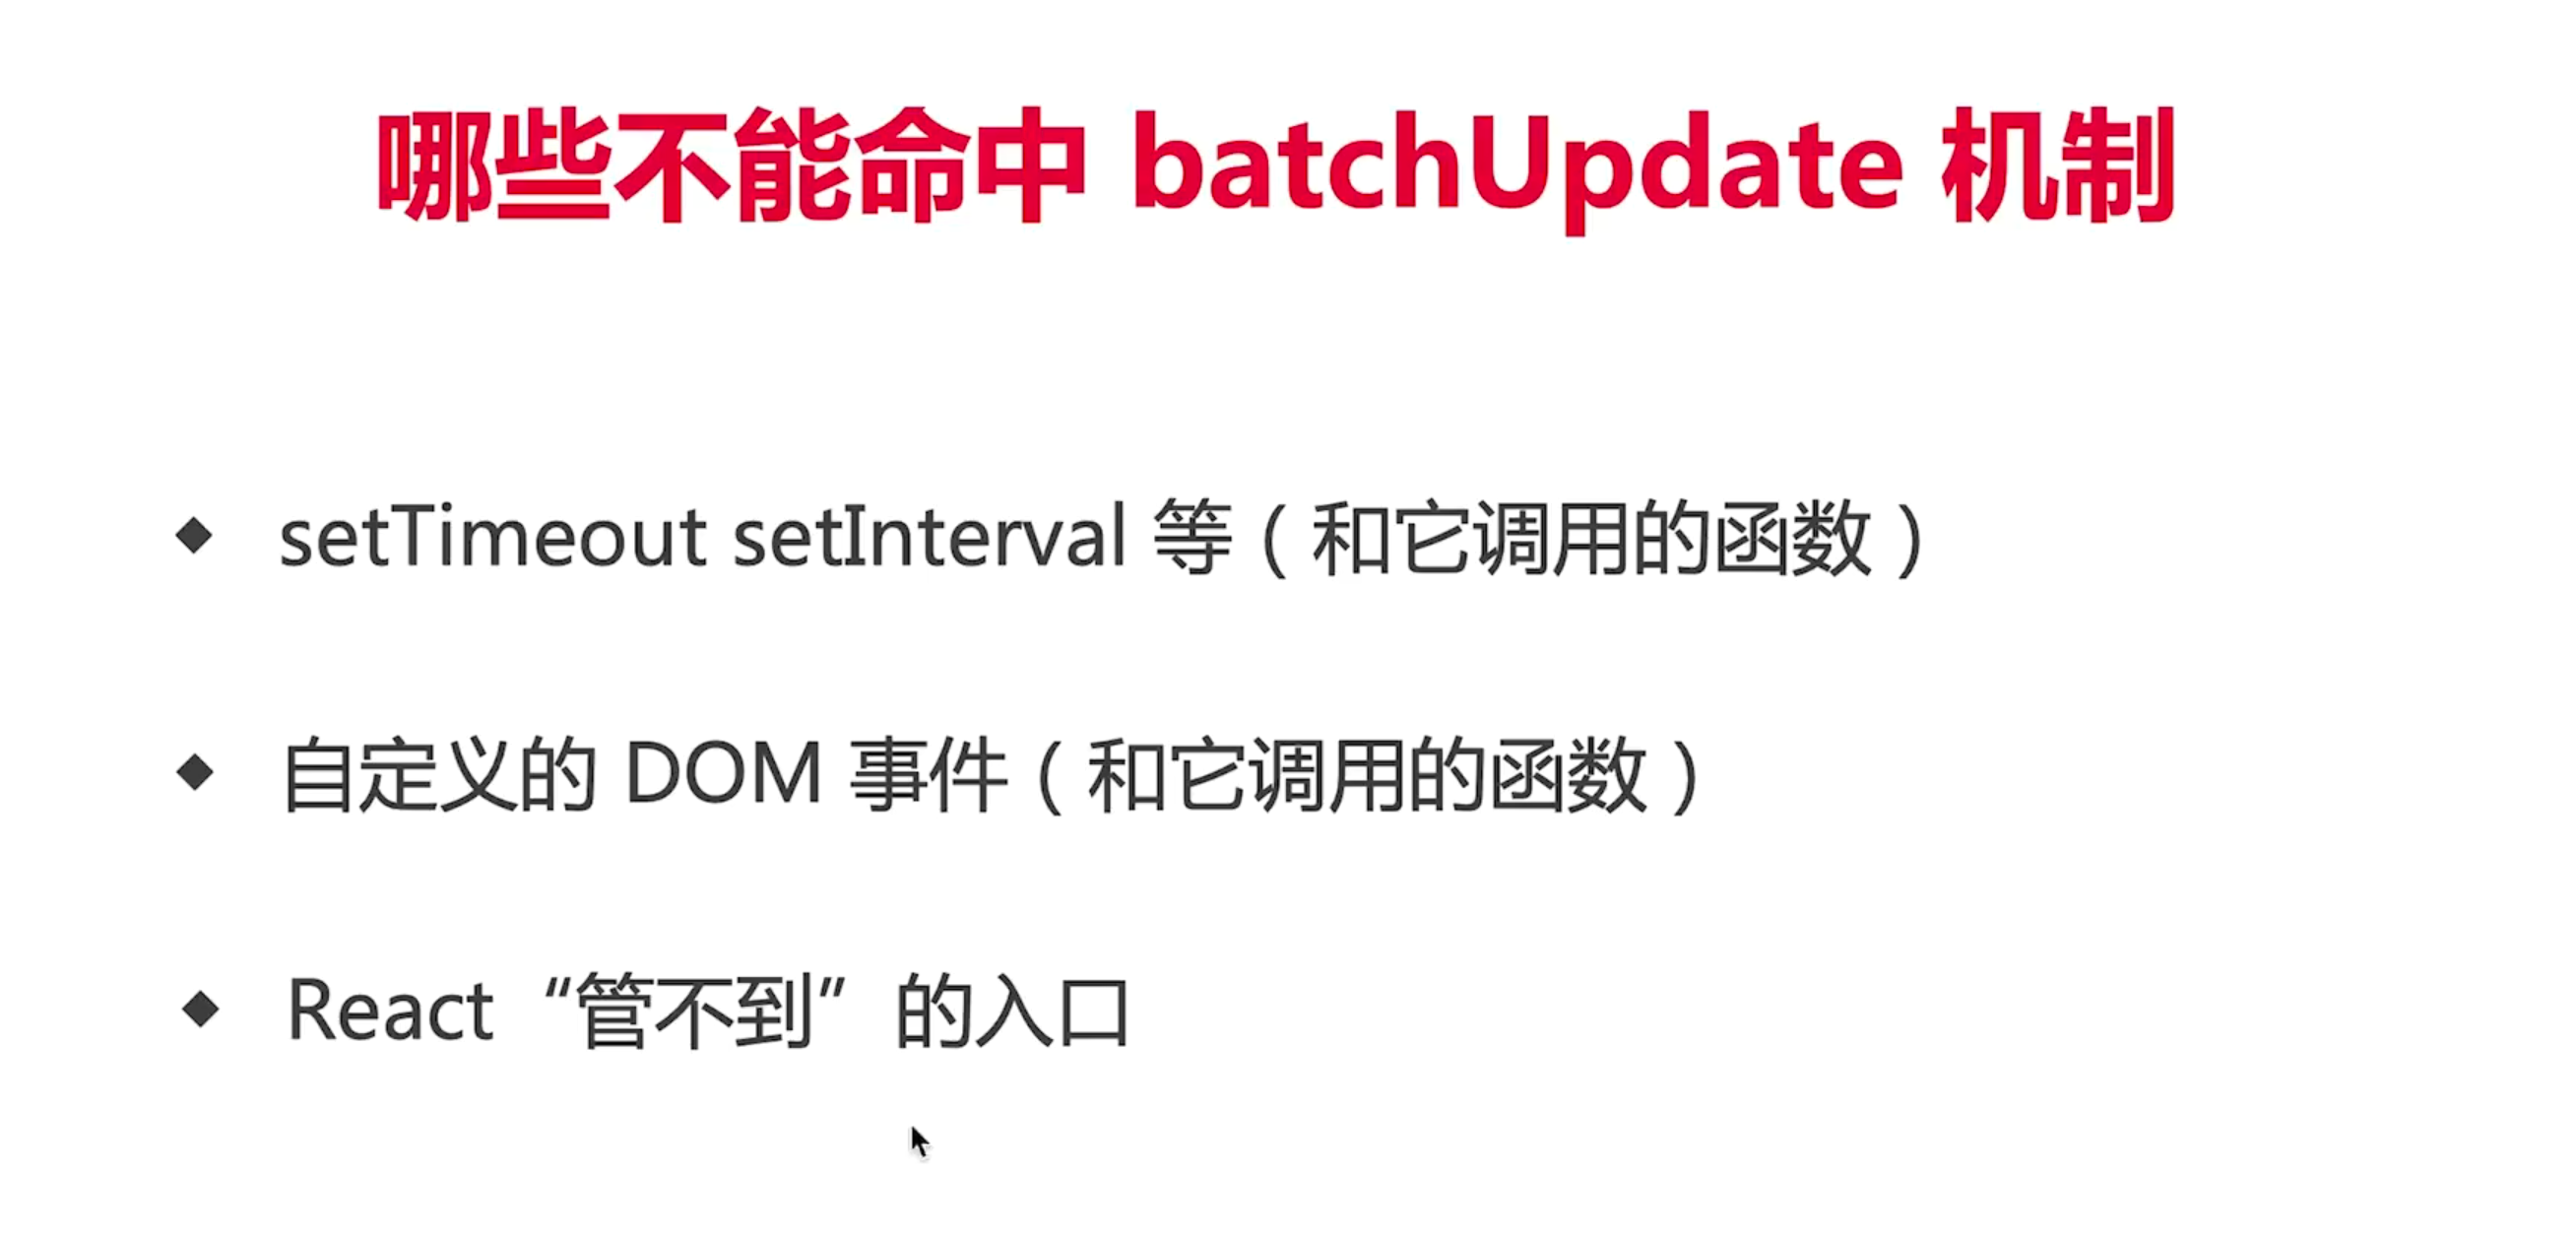 哪些不能命中 batchUpdate 机制
◆ setTimeout setInterval 等（和它调用的函数）
◆ 自定义的 DOM 事件（和它调用的函数）
◆ React “管不到” 的入口